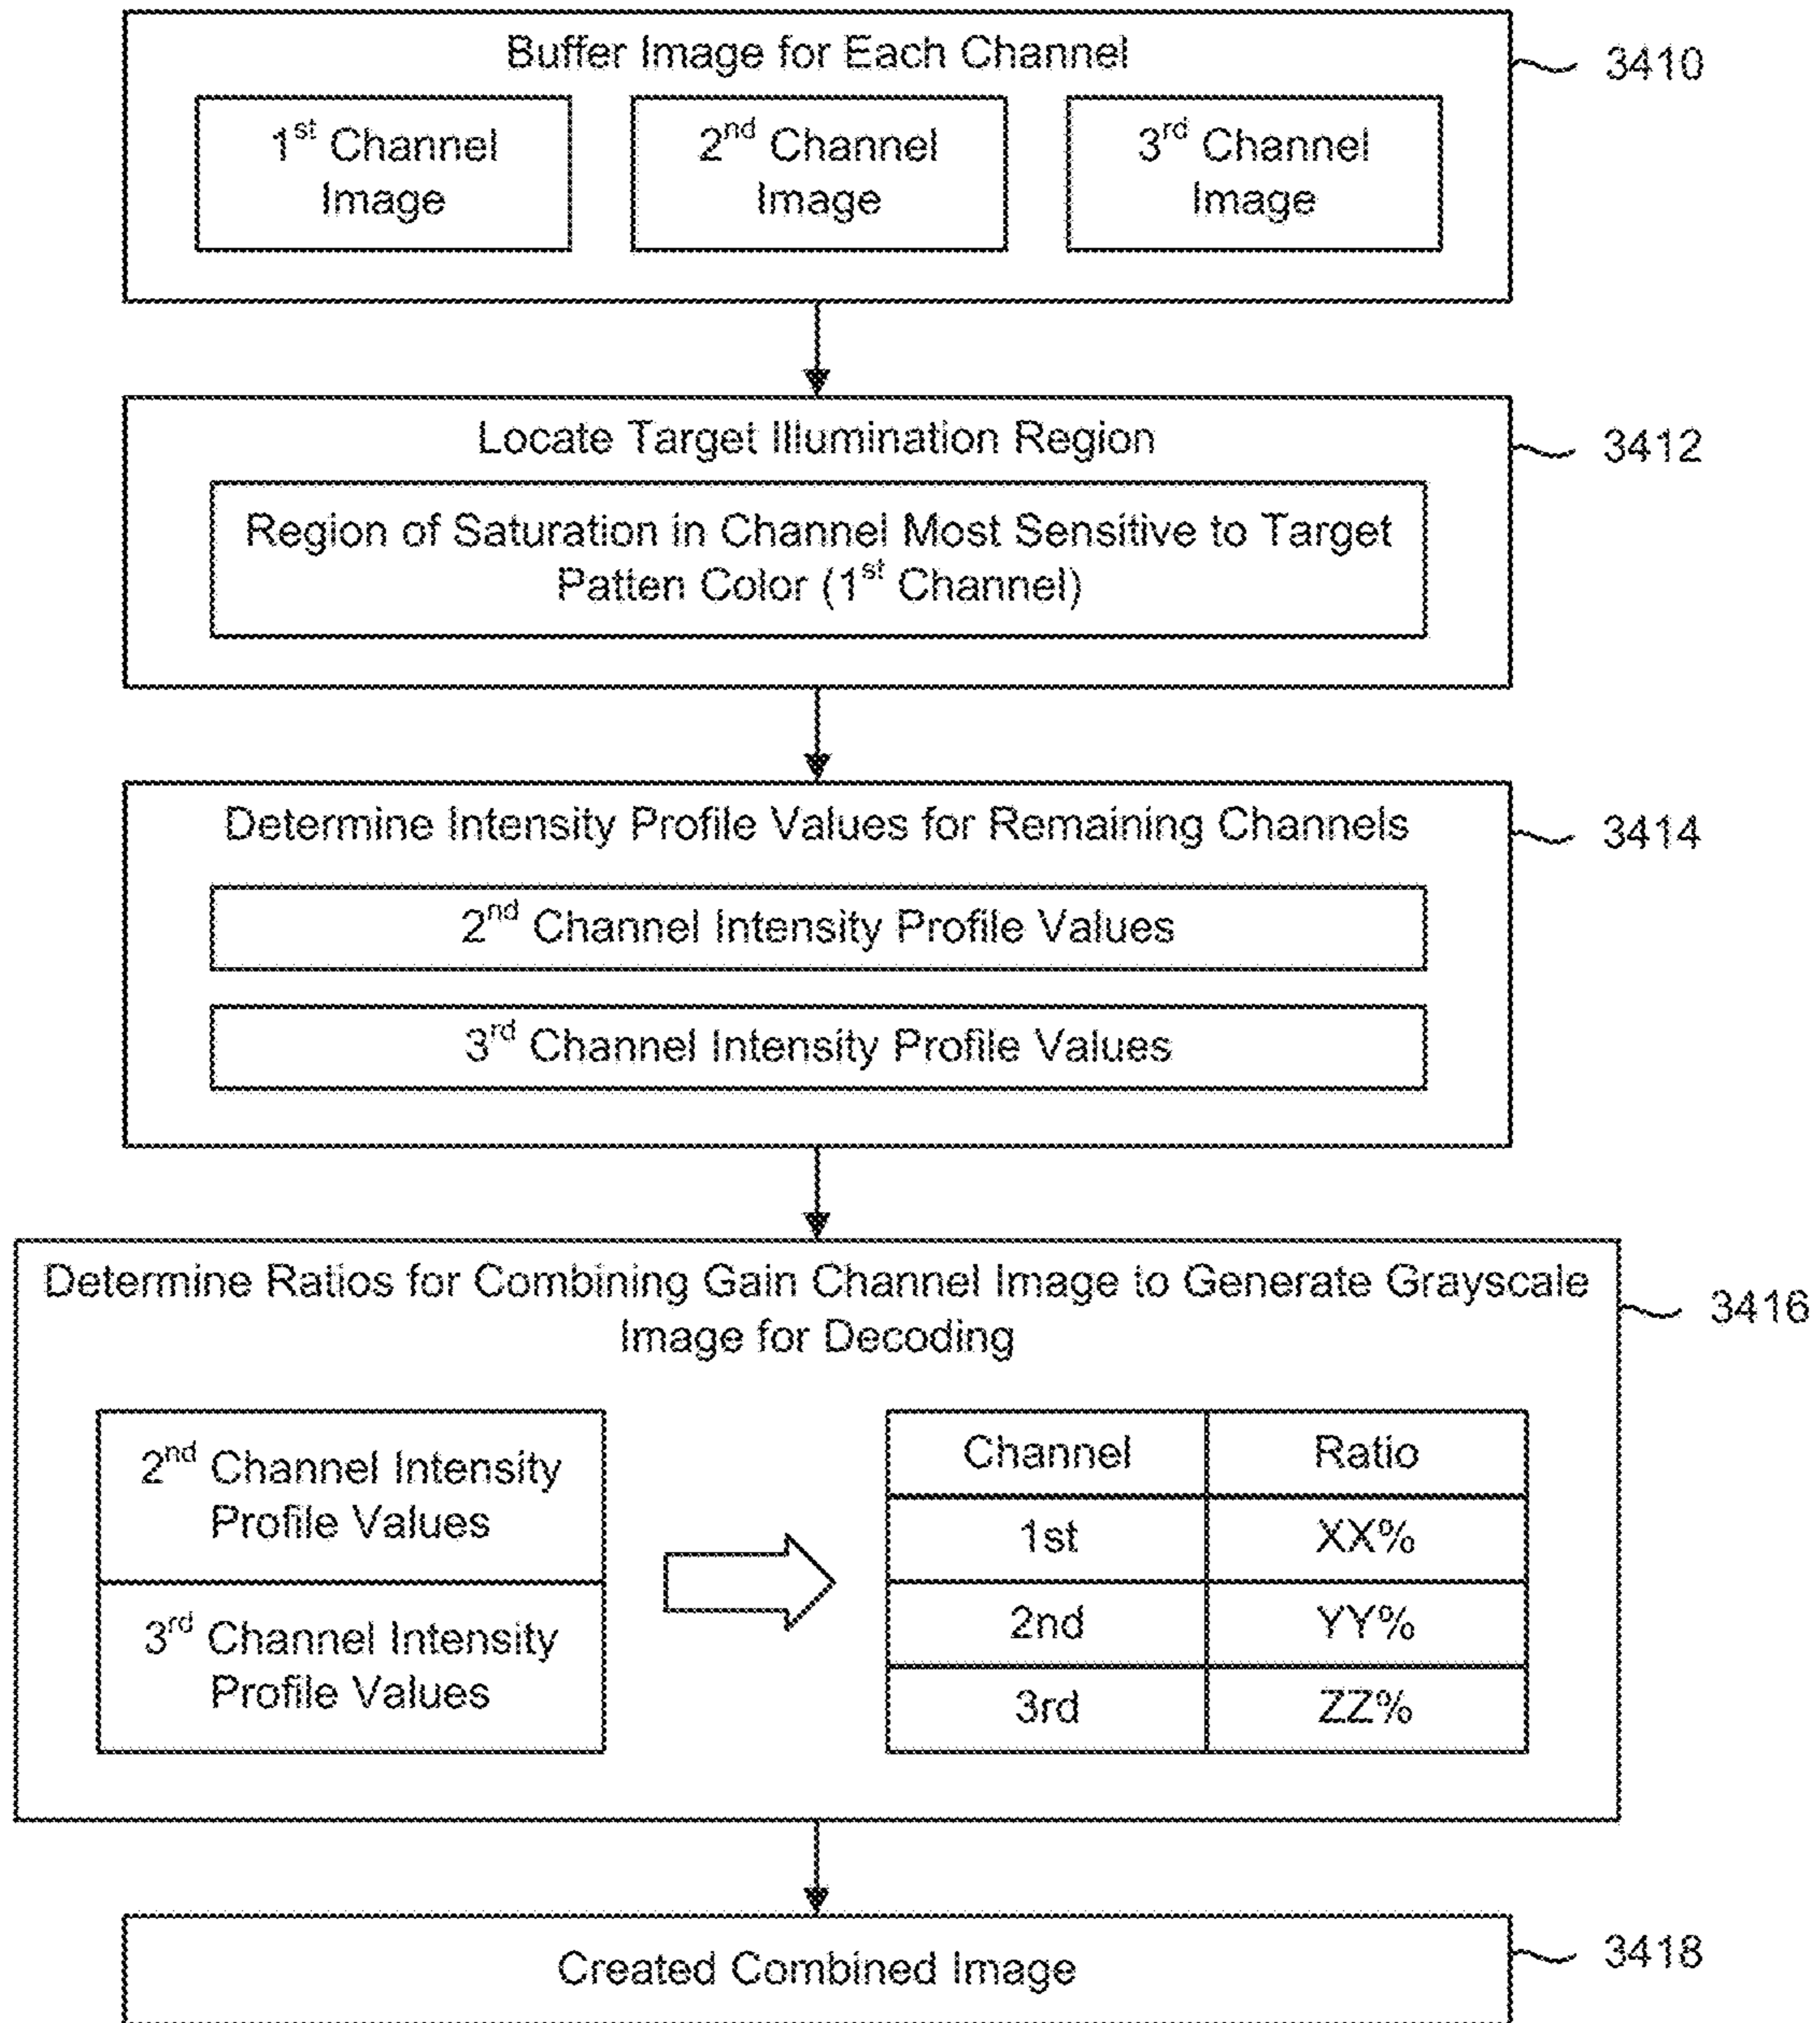 Buffer Image for Each Channel
3410
1st Channel
Image
2nd Channel
Image
3rd Channel
Image
Locate Target Illumination Region
3412
Region of Saturation in Channel Most Sensitive to Target
Patten Color (1st Channel)
Determine Intensity Profile Values for Remaining Channels
3414
2nd Channel Intensity Profile Values
3rd Channel Intensity Profile Values
Determine Ratios for Combining Gain Channel Image to Generate Grayscale
Image for Decoding
3416
2nd Channel Intensity
Profile Values
3rd Channel Intensity
Profile Values
Channel Ratio
1st XX%
2nd YY%
3rd ZZ%
Created Combined Image
3418